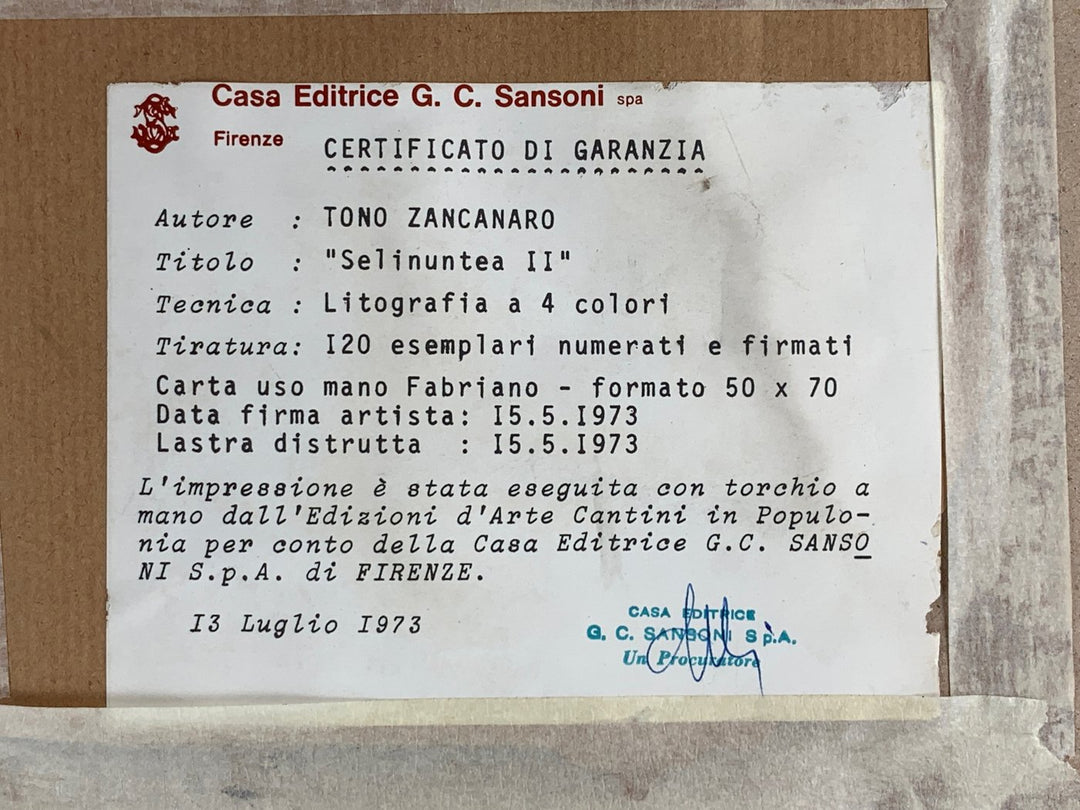 Casa Editrice G. C. Sansoni spa
Firenze
CERTIFICATO DI GARANZIA
Autore : TONO ZANCANARO
Titolo : "Selinuntea II"
Tecnica : Litografia a 4 colori
Tiratura: I20 esemplari numerati e firmati
Carta uso mano Fabriano - formato 50 x 70
Data firma artista: I5.5.I973
Lastra distrutta : I5.5.I973
L'impressione è stata eseguita con torchio a
mano dall'Edizioni d'Arte Cantini in Populo-
nia per conto della Casa Editrice G.C. SANSO
NI S.p.A. di FIRENZE.
I3 Luglio I973
CASA EDITRICE
G. C. SANSONI S.p.A.
Un Procuratore